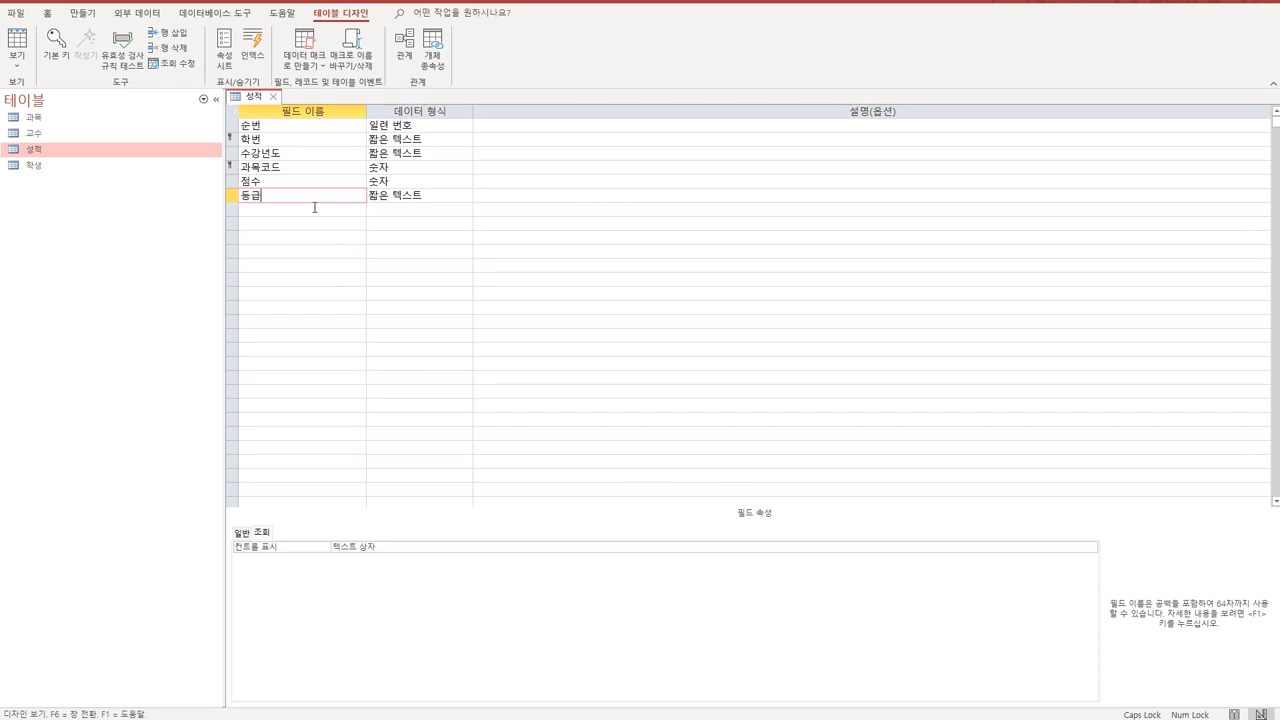 파일 홈 만들기 외부 데이터 데이터베이스 도구 도움말 테이블 디자인 어떤 작업을 원하시나요?
보기
기본 키
작성기
유효성 검사
규칙 테스트
행 삽입
행 삭제
조회 수정
속성
시트
인덱스
데이터 매크
로 만들기
매크로 이름
바꾸기/삭제
관계
개체
종속성
보기 도구 표시/숨기기 필드, 레코드 및 테이블 이벤트 관계
테이블
과목
교수
성적
학생
성적
필드 이름 데이터 형식 설명(옵션)
순번 일련 번호
학번 짧은 텍스트
수강년도 짧은 텍스트
과목코드 숫자
점수 숫자
등급 짧은 텍스트
필드 속성
일반 조회
컨트롤 표시 텍스트 상자
필드 이름은 공백을 포함하여 64자까지 사용
할 수 있습니다. 자세한 내용을 보려면 <F1>
키를 누르십시오.
디자인 보기. F6 = 창 전환. F1 = 도움말. Caps Lock Num Lock